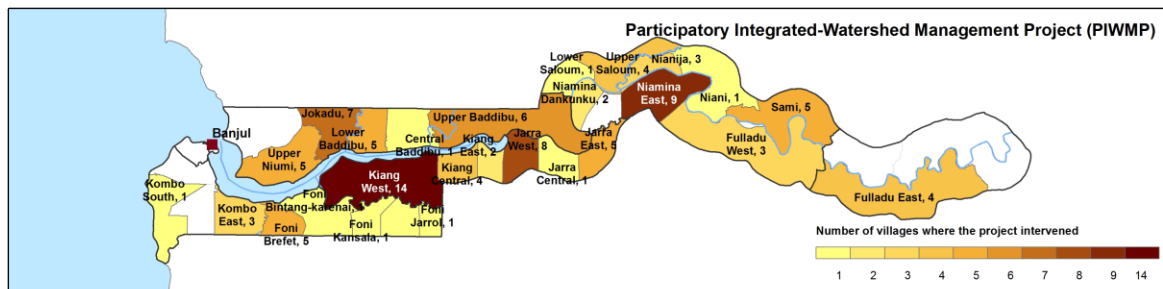 Participatory Integrated-Watershed Management Project (PIWMP)
Lower
Saloum, 1
Upper
Saloum, 4
Nianija, 3
Niamina
Dankunku, 2
Niamina
East, 9
Niani, 1
Sami, 5
Jokadu, 7
Banjul
Lower
Baddibu, 5
Upper Baddibu, 6
Central
Baddibu, 1
Kiang
East, 2
Jarra
West, 8
Jarra
East, 5
Fulladu
West, 3
Upper
Niumi, 5
Kiang
West, 14
Kiang
Central, 4
Jarra
Central, 1
Kombo
South, 1
Foni
Bintang-karenai,
Fulladu East, 4
Kombo
East, 3
Foni
Brefet, 5
Foni
Kansala, 1
Foni
Jarrol, 1
Number of villages where the project intervened
1 2 3 4 5 6 7 8 9 14